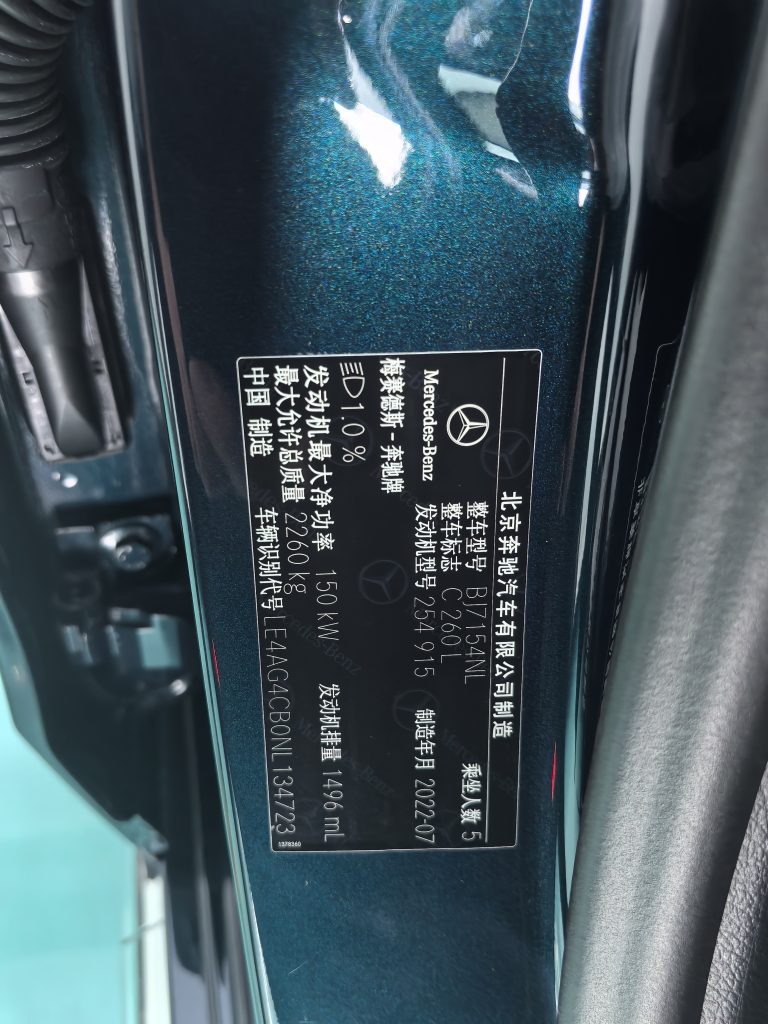 北京奔驰汽车有限公司制造
Mercedes-Benz
梅赛德斯-奔驰牌
整车型号 BJ7154NL
整车标志 C 260 L 乘坐人数 5
发动机型号 254 915 制造年月 2022-07
1.0 %
发动机最大净功率 150 kW 发动机排量 1496 mL
最大允许总质量 2260 kg
中国 制造 车辆识别代号 LE4AG4CB0NL134723
1378360